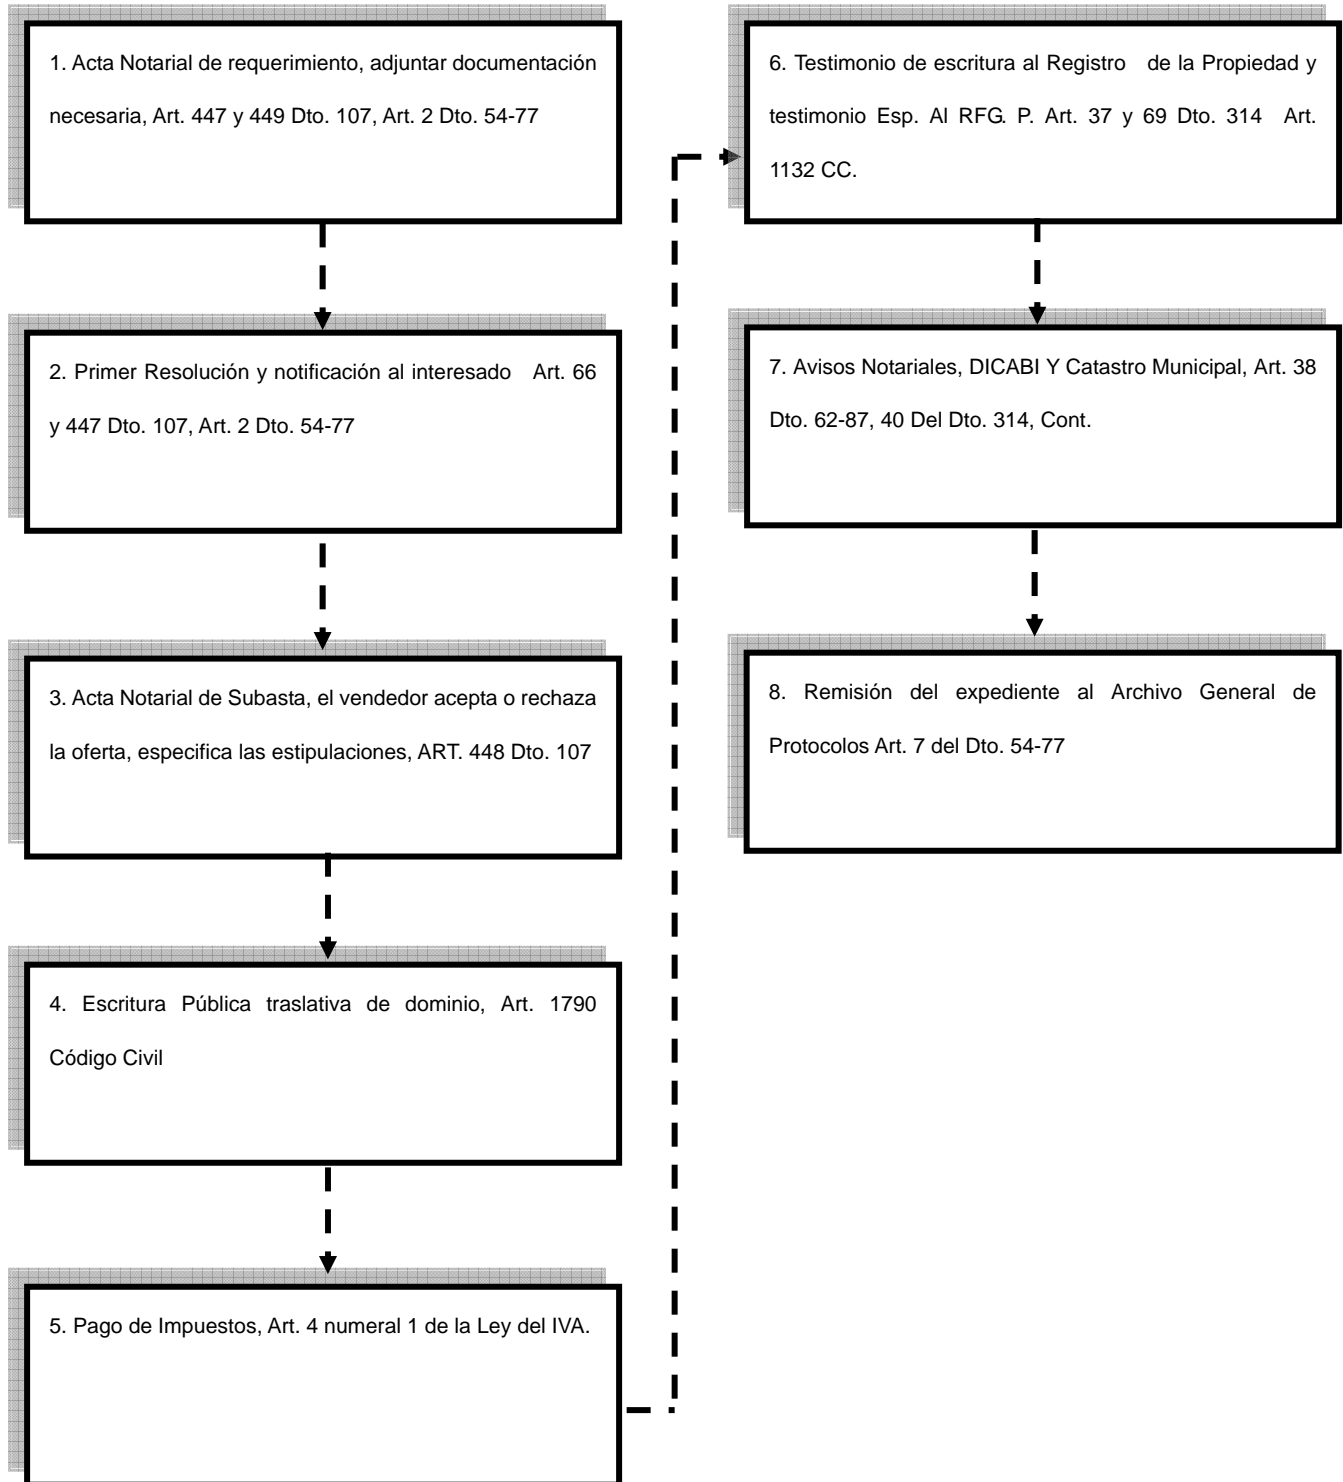 1. Acta Notarial de requerimiento, adjuntar documentación
necesaria, Art. 447 y 449 Dto. 107, Art. 2 Dto. 54-77
2. Primer Resolución y notificación al interesado Art. 66
y 447 Dto. 107, Art. 2 Dto. 54-77
3. Acta Notarial de Subasta, el vendedor acepta o rechaza
la oferta, especifica las estipulaciones, ART. 448 Dto. 107
4. Escritura Pública traslativa de dominio, Art. 1790
Código Civil
5. Pago de Impuestos, Art. 4 numeral 1 de la Ley del IVA.
6. Testimonio de escritura al Registro de la Propiedad y
testimonio Esp. Al RFG. P. Art. 37 y 69 Dto. 314 Art.
1132 CC.
7. Avisos Notariales, DICABI Y Catastro Municipal, Art. 38
Dto. 62-87, 40 Del Dto. 314, Cont.
8. Remisión del expediente al Archivo General de
Protocolos Art. 7 del Dto. 54-77